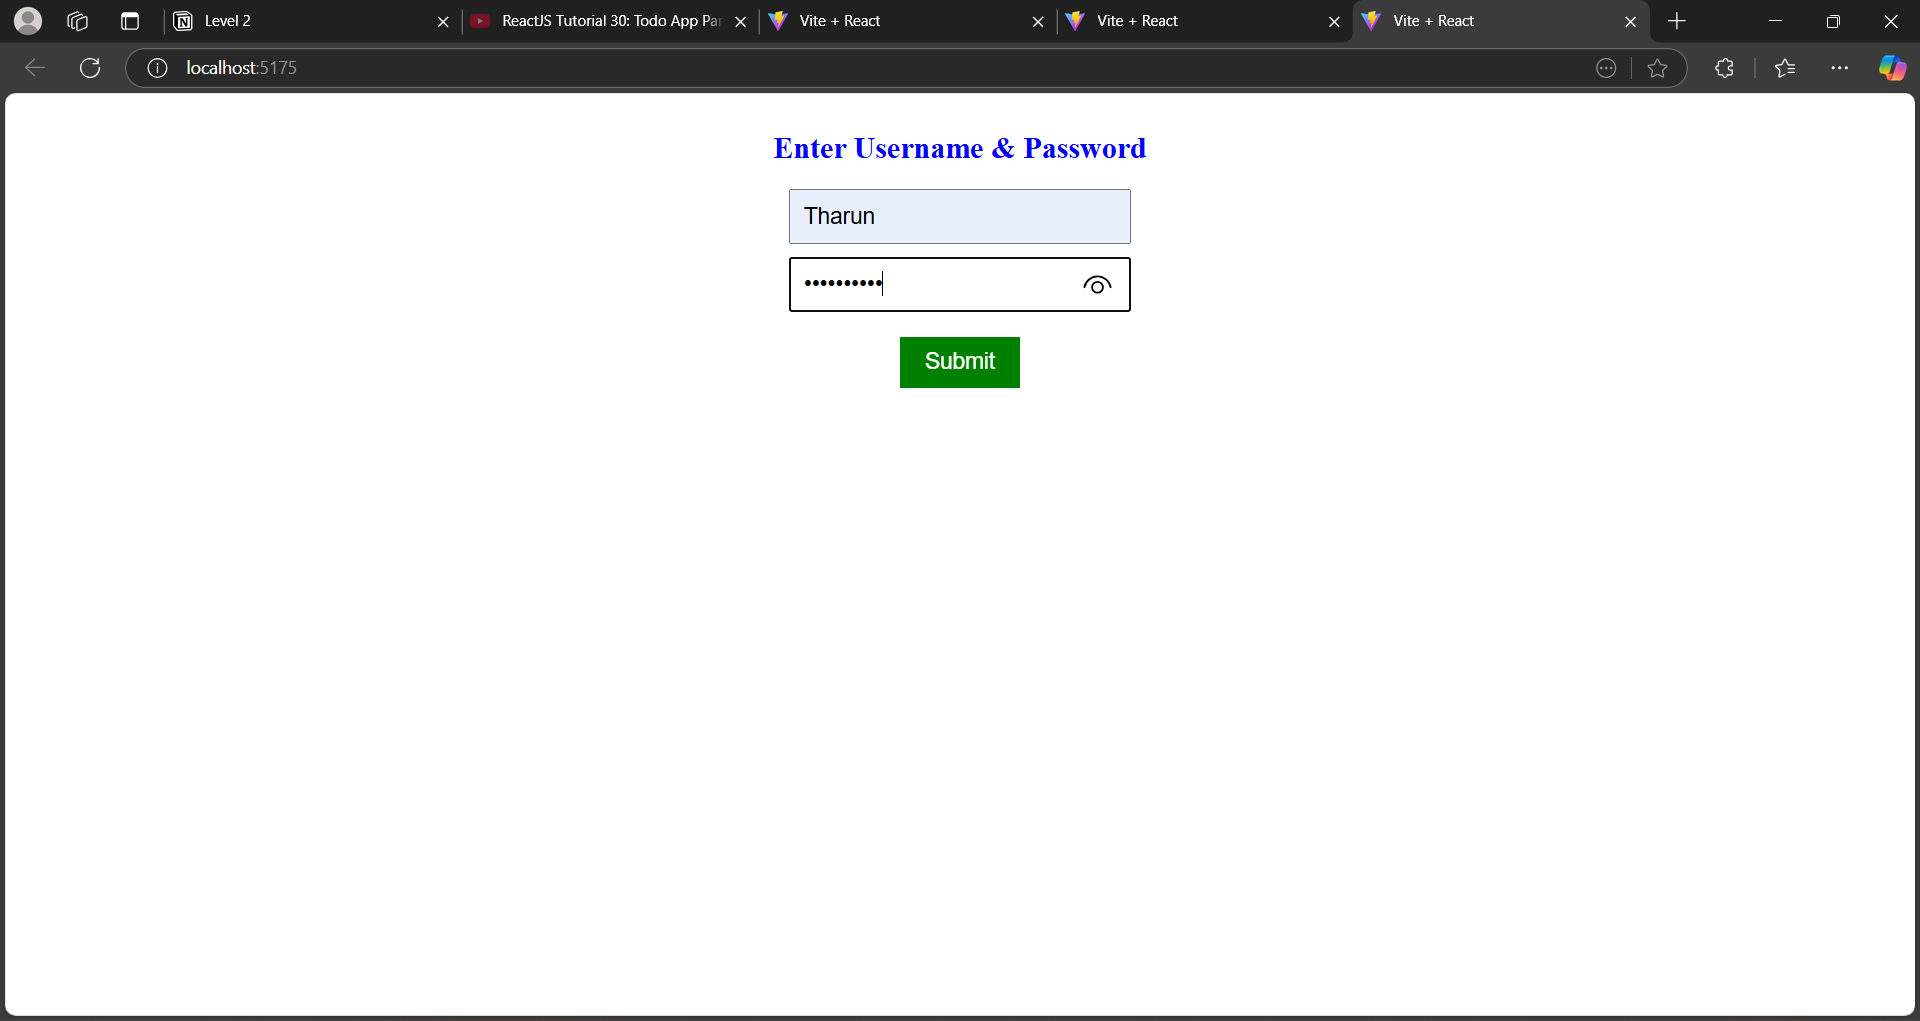 Level 2
ReactJS Tutorial 30: Todo App Par
Vite + React
Vite + React
Vite + React
localhost:5175
Enter Username & Password
Tharun
••••••••••
Submit